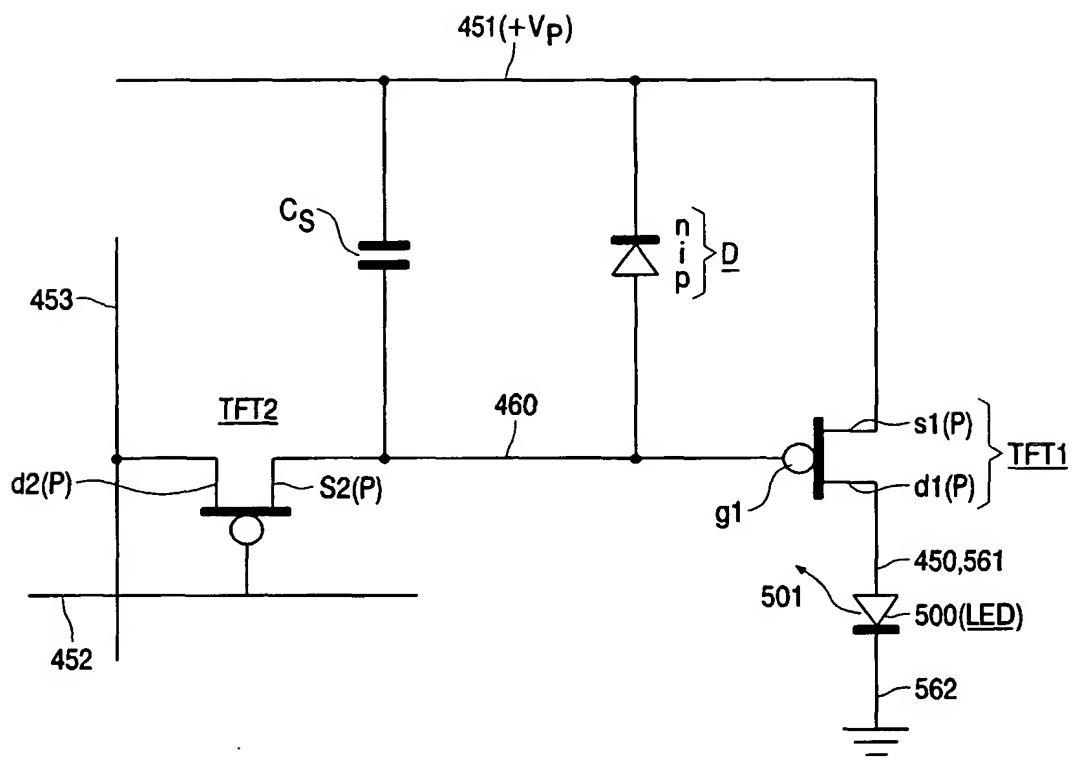 451(+VP)
CS
n
i
p
D
453
TFT2
460
s1(P)
TFT1
d2(P)
S2(P)
d1(P)
g1
450,561
501
500(LED)
452
562